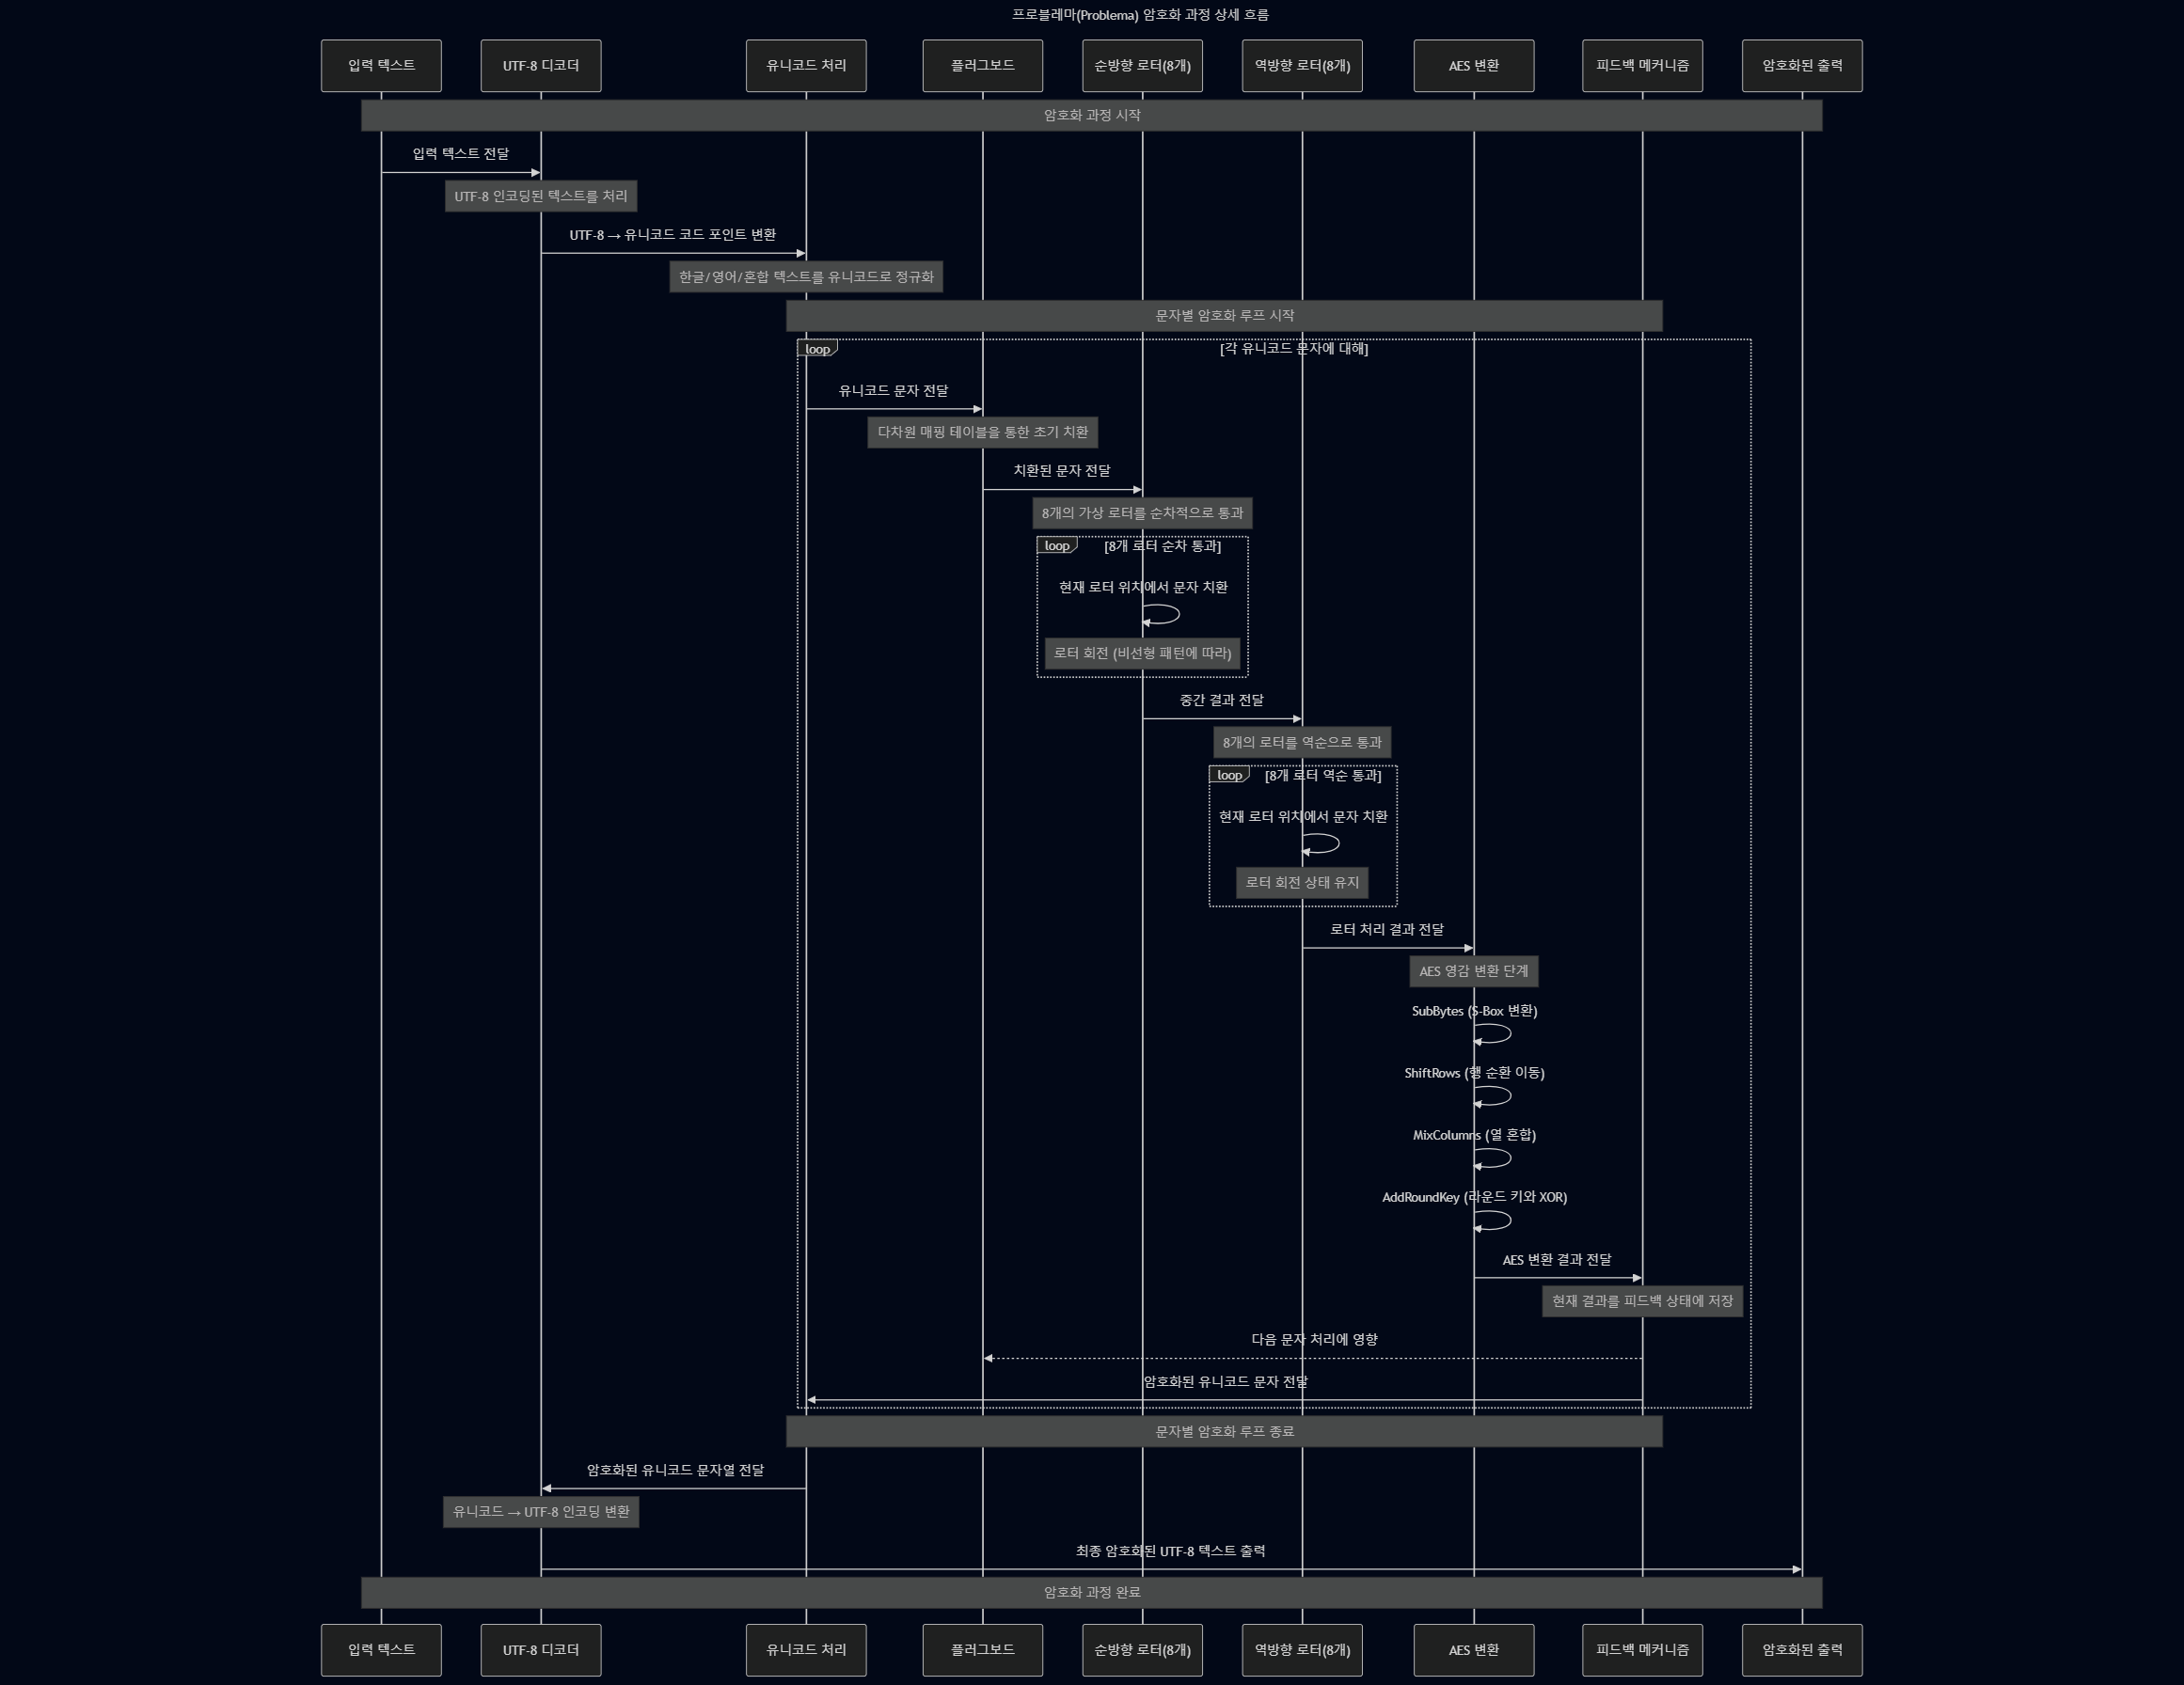 프로블레마(Problema) 암호화 과정 상세 흐름
입력 텍스트
UTF-8 디코더
유니코드 처리
플러그보드
순방향 로터(8개)
역방향 로터(8개)
AES 변환
피드백 메커니즘
암호화된 출력
암호화 과정 시작
입력 텍스트 전달
UTF-8 인코딩된 텍스트를 처리
UTF-8 → 유니코드 코드 포인트 변환
한글/영어/혼합 텍스트를 유니코드로 정규화
문자별 암호화 루프 시작
loop
[각 유니코드 문자에 대해]
유니코드 문자 전달
다차원 매핑 테이블을 통한 초기 치환
치환된 문자 전달
8개의 가상 로터를 순차적으로 통과
loop
[8개 로터 순차 통과]
현재 로터 위치에서 문자 치환
로터 회전 (비선형 패턴에 따라)
중간 결과 전달
8개의 로터를 역순으로 통과
loop
[8개 로터 역순 통과]
현재 로터 위치에서 문자 치환
로터 회전 상태 유지
로터 처리 결과 전달
AES 영감 변환 단계
SubBytes (S-Box 변환)
ShiftRows (행 순환 이동)
MixColumns (열 혼합)
AddRoundKey (라운드 키와 XOR)
AES 변환 결과 전달
현재 결과를 피드백 상태에 저장
다음 문자 처리에 영향
암호화된 유니코드 문자 전달
문자별 암호화 루프 종료
암호화된 유니코드 문자열 전달
유니코드 → UTF-8 인코딩 변환
최종 암호화된 UTF-8 텍스트 출력
암호화 과정 완료
입력 텍스트
UTF-8 디코더
유니코드 처리
플러그보드
순방향 로터(8개)
역방향 로터(8개)
AES 변환
피드백 메커니즘
암호화된 출력